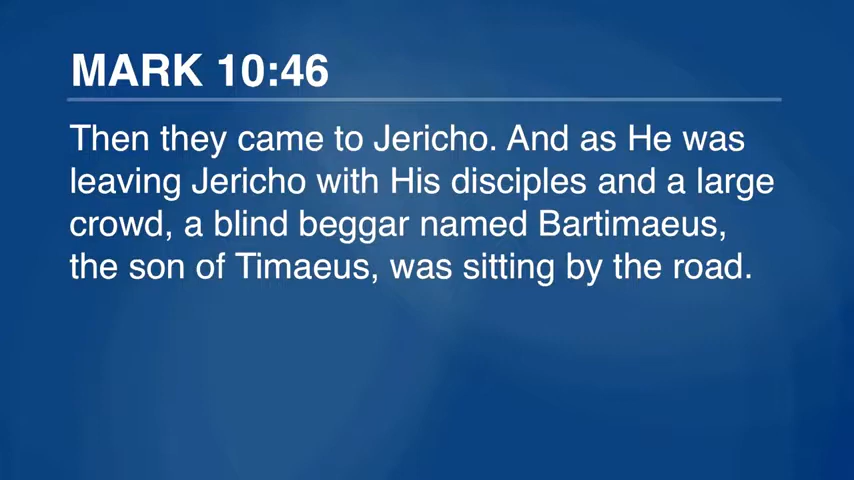 MARK 10:46
Then they came to Jericho. And as He was
leaving Jericho with His disciples and a large
crowd, a blind beggar named Bartimaeus,
the son of Timaeus, was sitting by the road.